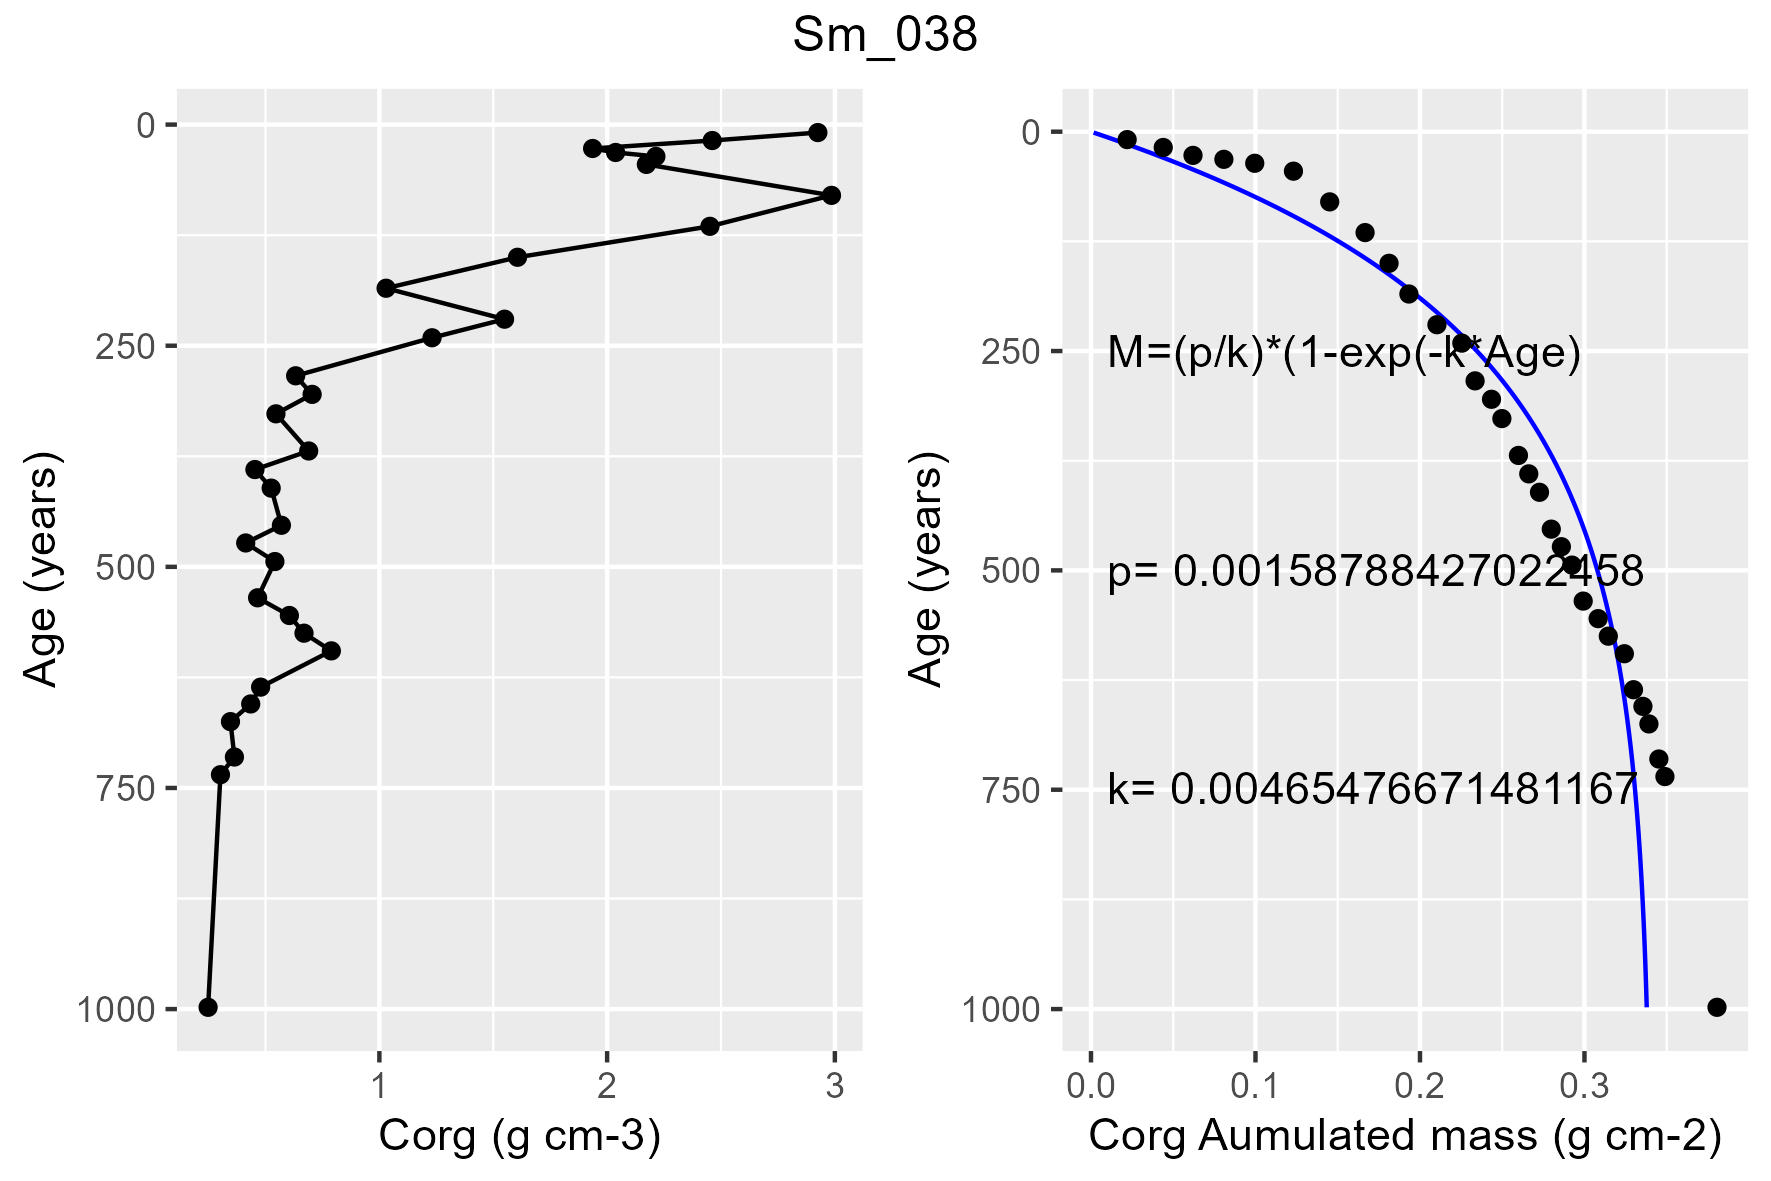 Sm_038
Age (years)
0
250
500
750
1000
1
2
3
Corg (g cm-3)
Age (years)
0
250
500
750
1000
M=(p/k)*(1-exp(-k*Age)
p= 0.00158788427022458
k= 0.00465476671481167
0.0
0.1
0.2
0.3
Corg Aumulated mass (g cm-2)